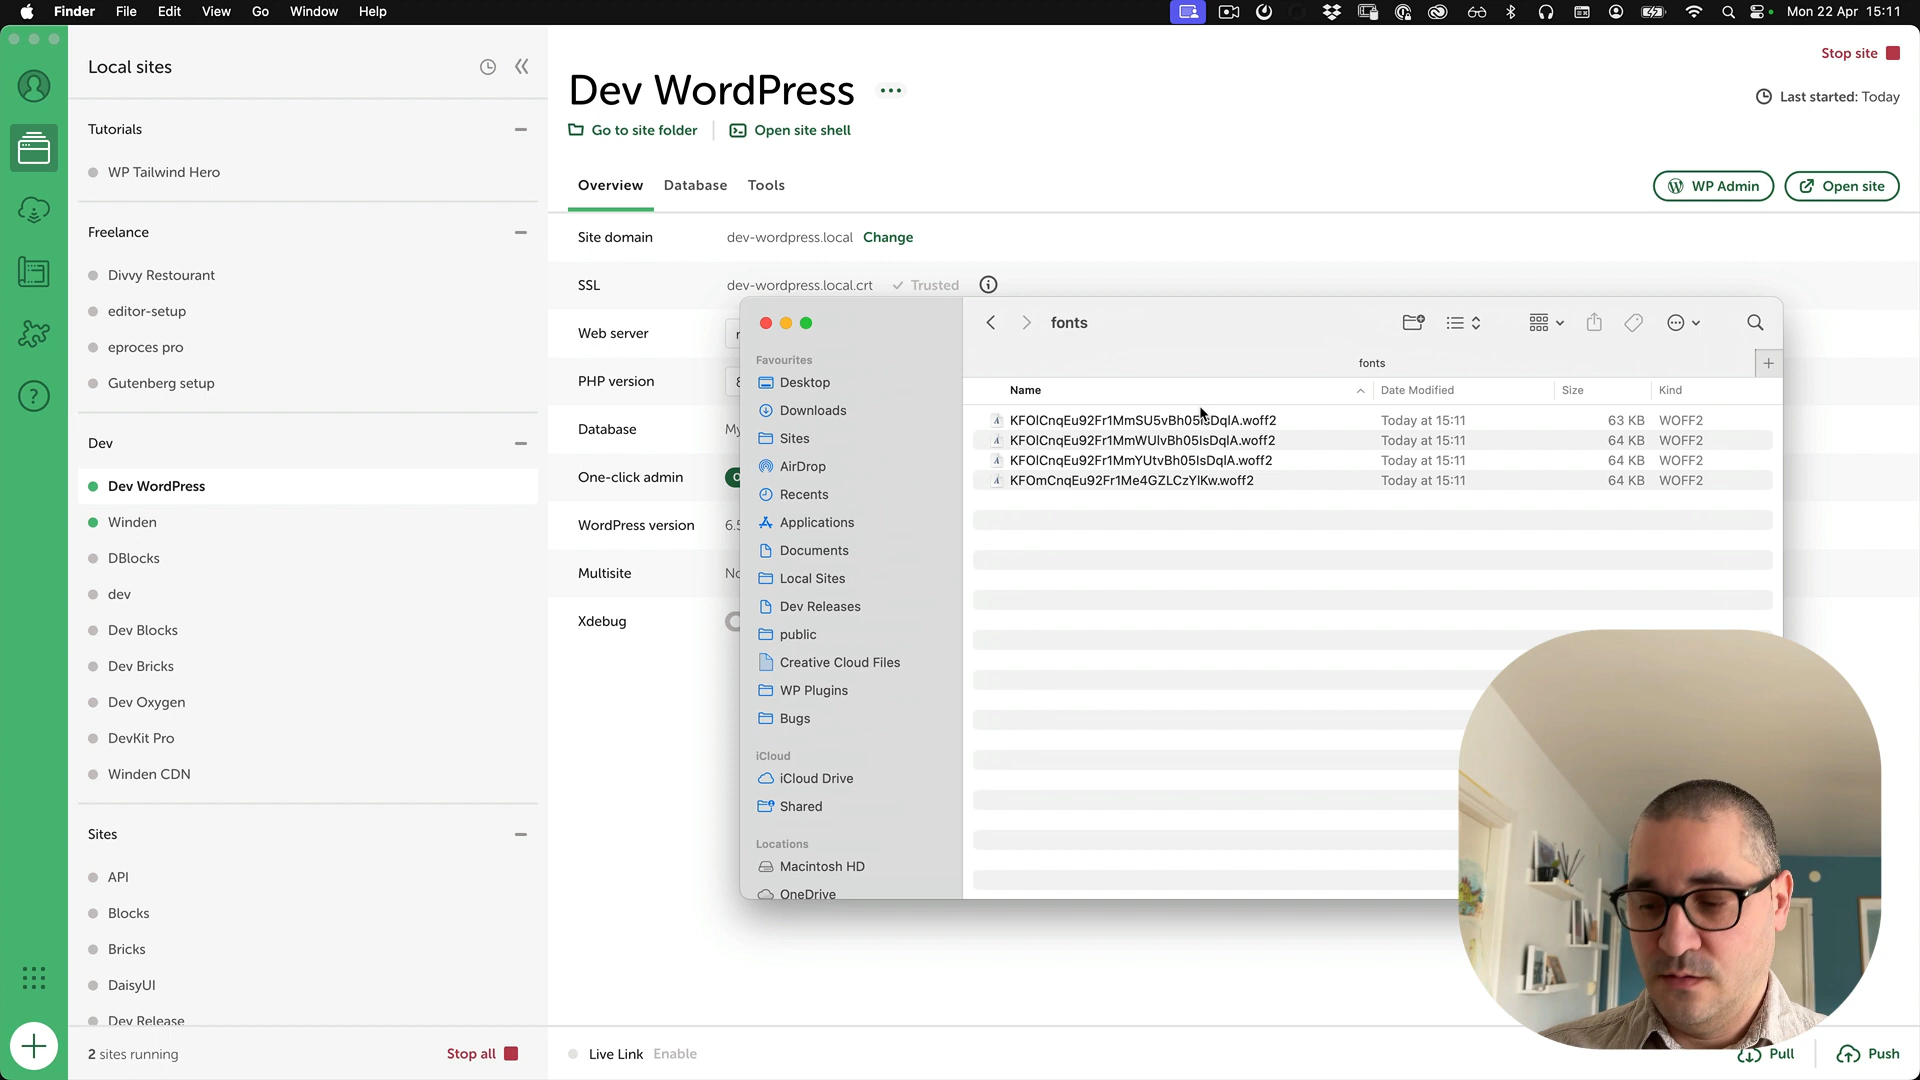 Finder File Edit View Go Window Help Mon 22 Apr 15:11
Local sites
Tutorials
WP Tailwind Hero
Freelance
Divvy Restourant
editor-setup
eproces pro
Gutenberg setup
Dev
Dev WordPress
Winden
DBlocks
dev
Dev Blocks
Dev Bricks
Dev Oxygen
DevKit Pro
Winden CDN
Sites
API
Blocks
Bricks
DaisyUI
Dev Release
2 sites running Stop all
Dev WordPress
Stop site
Last started: Today
Go to site folder Open site shell
Overview Database Tools
WP Admin Open site
Site domain dev-wordpress.local Change
SSL dev-wordpress.local.crt Trusted
Web server
PHP version
Database My
One-click admin
WordPress version 6.5
Multisite No
Xdebug
Live Link Enable
Pull Push
fonts
fonts
Favourites
Desktop
Downloads
Sites
AirDrop
Recents
Applications
Documents
Local Sites
Dev Releases
public
Creative Cloud Files
WP Plugins
Bugs
iCloud
iCloud Drive
Shared
Locations
Macintosh HD
OneDrive
Name Date Modified Size Kind
KFOlCnqEu92Fr1MmSU5vBh05IsDqlA.woff2 Today at 15:11 63 KB WOFF2
KFOlCnqEu92Fr1MmWUlvBh05IsDqlA.woff2 Today at 15:11 64 KB WOFF2
KFOlCnqEu92Fr1MmYUtvBh05IsDqlA.woff2 Today at 15:11 64 KB WOFF2
KFOmCnqEu92Fr1Me4GZLCzYlKw.woff2 Today at 15:11 64 KB WOFF2